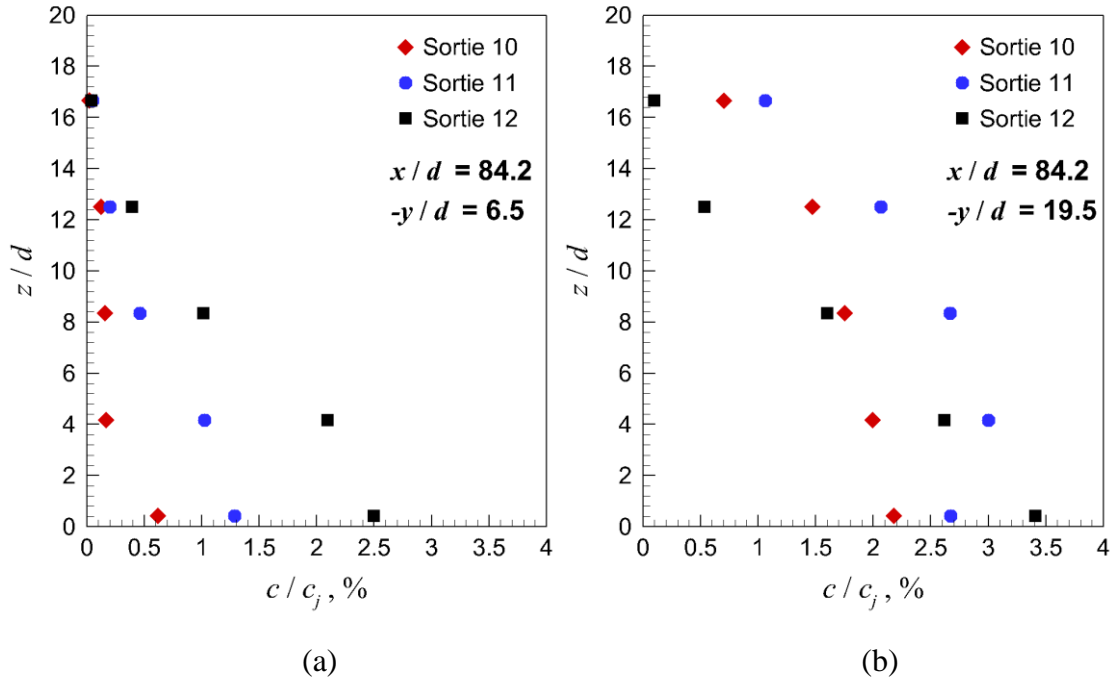 20
18
16
14
12
10
8
6
4
2
0
z / d
Sortie 10
Sortie 11
Sortie 12
x / d = 84.2
-y / d = 6.5
0 0.5 1 1.5 2 2.5 3 3.5 4
c / c_j , %
(a)
20
18
16
14
12
10
8
6
4
2
0
z / d
Sortie 10
Sortie 11
Sortie 12
x / d = 84.2
-y / d = 19.5
0 0.5 1 1.5 2 2.5 3 3.5 4
c / c_j , %
(b)